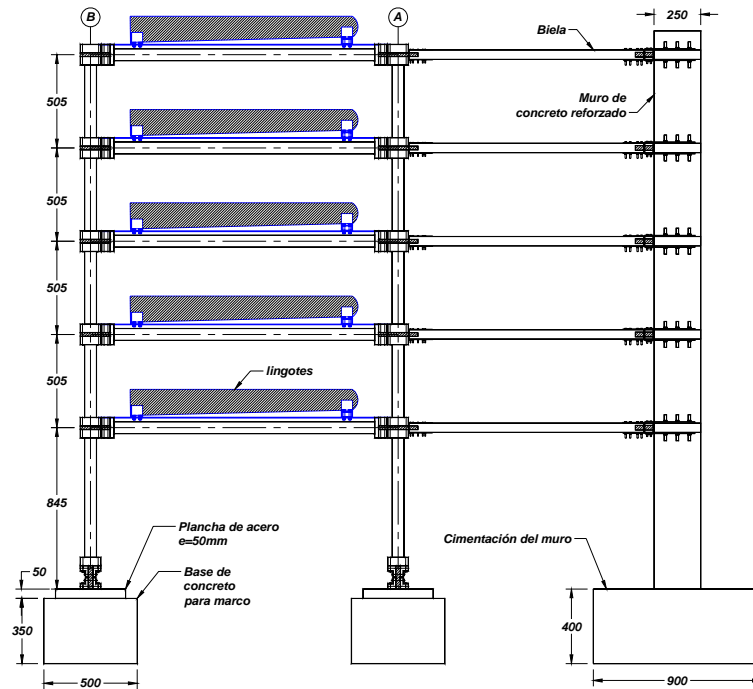 B
A
250
Biela
Muro de
concreto reforzado
505
505
505
505
lingotes
845
Plancha de acero
e=50mm
Cimentación del muro
50
Base de
concreto
para marco
350
400
500
900